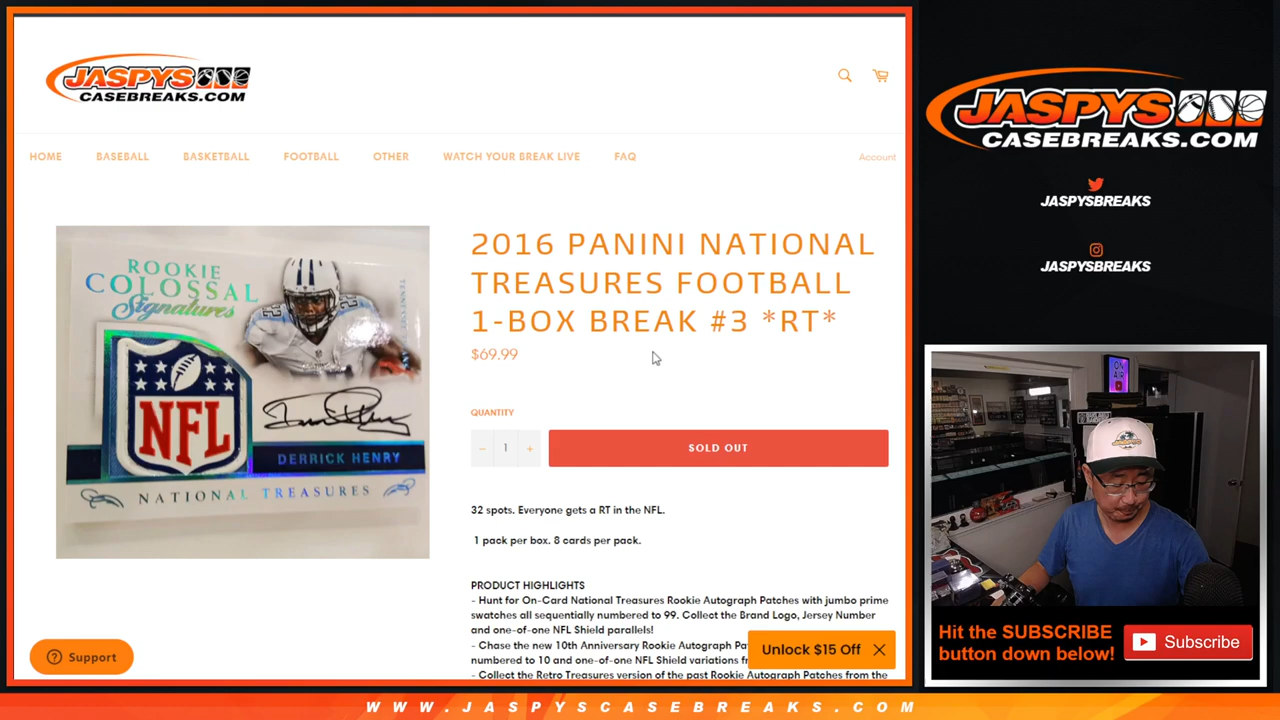 JASPYS
CASEBREAKS.COM
HOME BASEBALL BASKETBALL FOOTBALL OTHER WATCH YOUR BREAK LIVE FAQ Account
ROOKIE
COLOSSAL
Signatures
NFL
DERRICK HENRY
NATIONAL TREASURES
2016 PANINI NATIONAL
TREASURES FOOTBALL
1-BOX BREAK #3 *RT*
$69.99
QUANTITY
− 1 + SOLD OUT
32 spots. Everyone gets a RT in the NFL.
1 pack per box. 8 cards per pack.
PRODUCT HIGHLIGHTS
- Hunt for On-Card National Treasures Rookie Autograph Patches with jumbo prime
swatches all sequentially numbered to 99. Collect the Brand Logo, Jersey Number
and one-of-one NFL Shield parallels!
- Chase the new 10th Anniversary Rookie Autograph
numbered to 10 and one-of-one NFL Shield variations
- Collect the Retro Treasures version of the past Rookie Autograph Patches from the
Support
Unlock $15 Off
JASPYS
CASEBREAKS.COM
JASPYSBREAKS
JASPYSBREAKS
ON
AIR
Hit the SUBSCRIBE
button down below!
Subscribe
WWW.JASPYSCASEBREAKS.COM